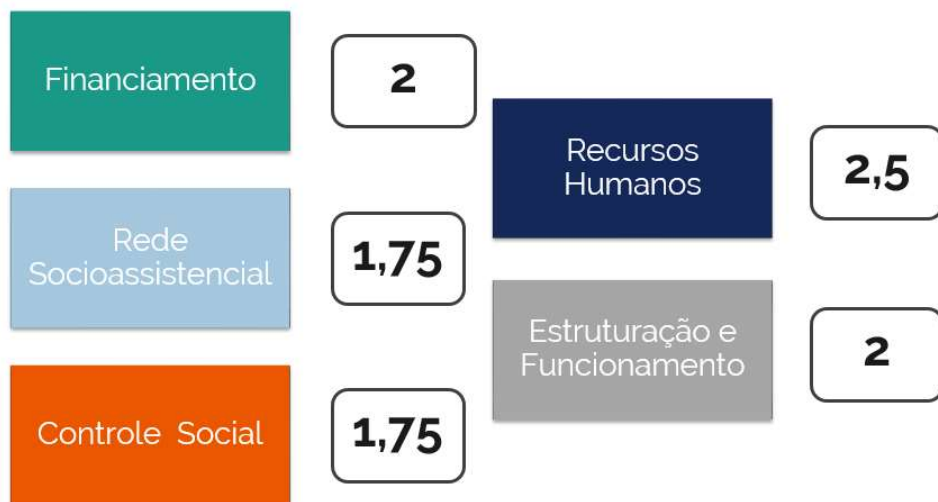 Financiamento
2
Rede
Socioassistencial
1,75
Controle Social
1,75
Recursos
Humanos
2,5
Estruturação e
Funcionamento
2